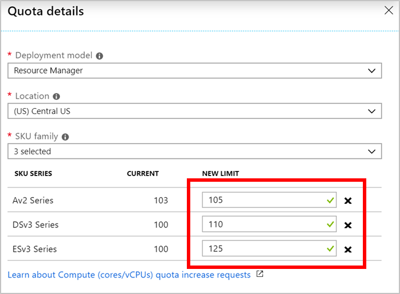 Quota details
* Deployment model
Resource Manager
* Location
(US) Central US
* SKU family
3 selected
SKU SERIES CURRENT NEW LIMIT
Av2 Series 103 105
DSv3 Series 100 110
ESv3 Series 100 125
Learn about Compute (cores/vCPUs) quota increase requests